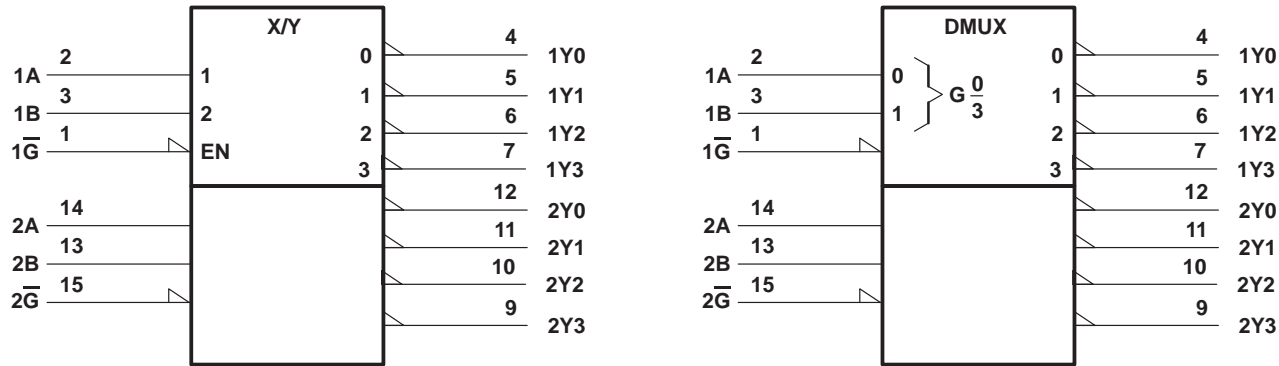 X/Y
1A 2 1 0 4 1Y0
1B 3 2 1 5 1Y1
1G 1 EN 2 6 1Y2
3 7 1Y3
2A 14 12 2Y0
2B 13 11 2Y1
2G 15 10 2Y2
9 2Y3
DMUX
1A 2 0 G 0/3 0 4 1Y0
1B 3 1 1 5 1Y1
1G 1 2 6 1Y2
3 7 1Y3
2A 14 12 2Y0
2B 13 11 2Y1
2G 15 10 2Y2
9 2Y3